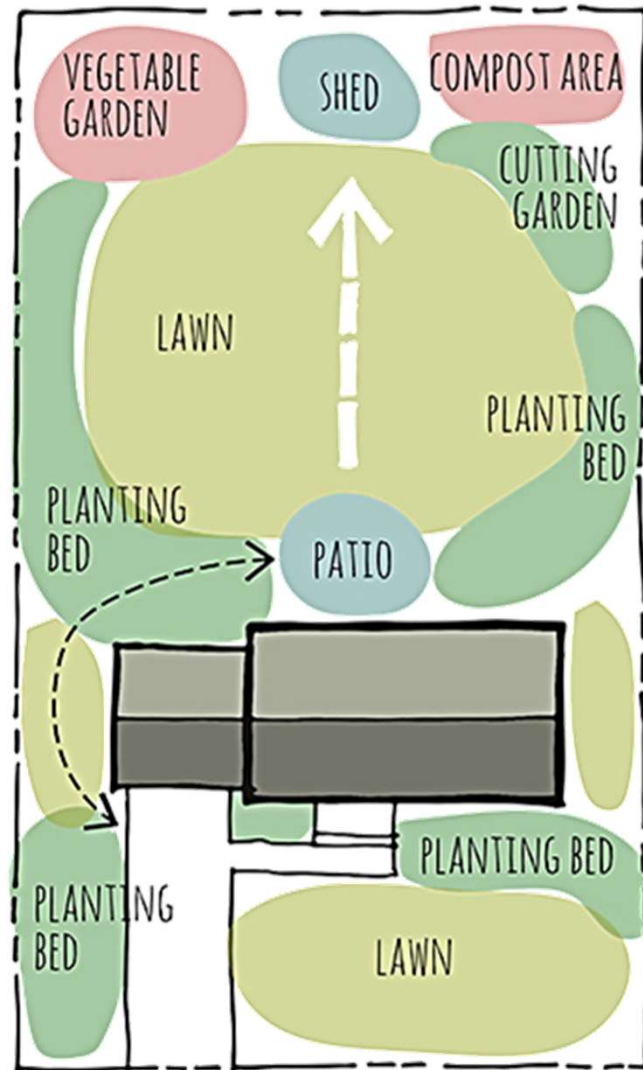 VEGETABLE
GARDEN
SHED
COMPOST AREA
CUTTING
GARDEN
LAWN
PLANTING
BED
PLANTING
BED
PATIO
PLANTING BED
PLANTING
BED
LAWN